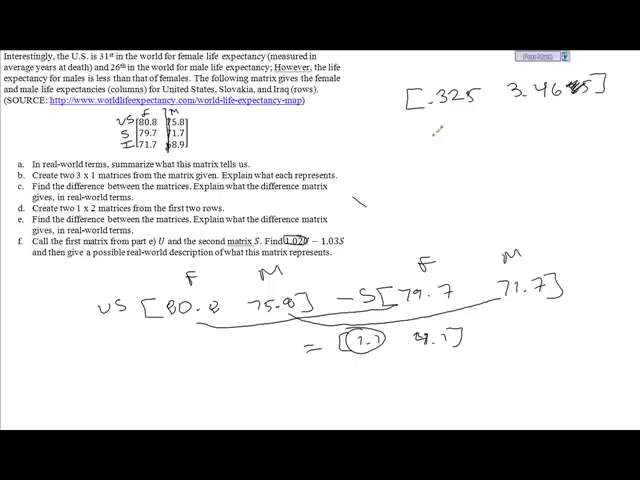 Interestingly, the U.S. is 31st in the world for female life expectancy (measured in
average years at death) and 26th in the world for male life expectancy; However, the life
expectancy for males is less than that of females. The following matrix gives the female
and male life expectancies (columns) for United States, Slovakia, and Iraq (rows).
(SOURCE: http://www.worldlifeexpectancy.com/world-life-expectancy-map)
[.325 3.465]
F M
US 80.8 75.8
S 79.7 71.7
I 71.7 68.9
a. In real-world terms, summarize what this matrix tells us.
b. Create two 3 x 1 matrices from the matrix given. Explain what each represents.
c. Find the difference between the matrices. Explain what the difference matrix
gives, in real-world terms.
d. Create two 1 x 2 matrices from the first two rows.
e. Find the difference between the matrices. Explain what the difference matrix
gives, in real-world terms.
f. Call the first matrix from part e) U and the second matrix S. Find 1.02U − 1.03S
and then give a possible real-world description of what this matrix represents.
F M F M
US [80.8 75.8] - S[79.7 71.7]
= [1.1 4.1]